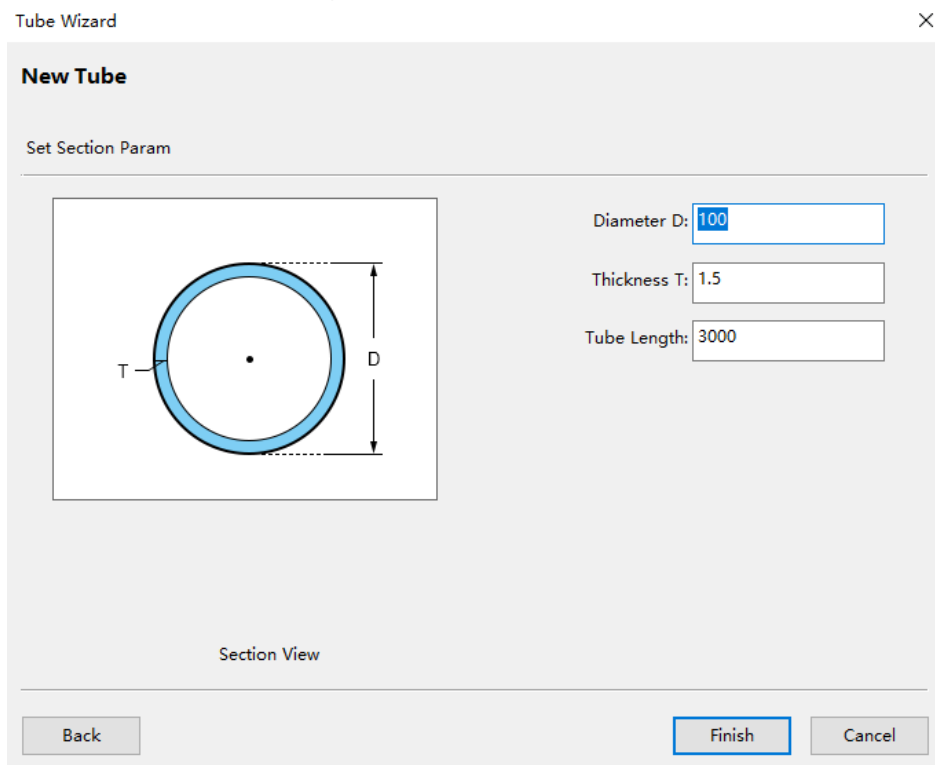 Tube Wizard
New Tube
Set Section Param
T
D
Diameter D: 100
Thickness T: 1.5
Tube Length: 3000
Section View
Back
Finish
Cancel